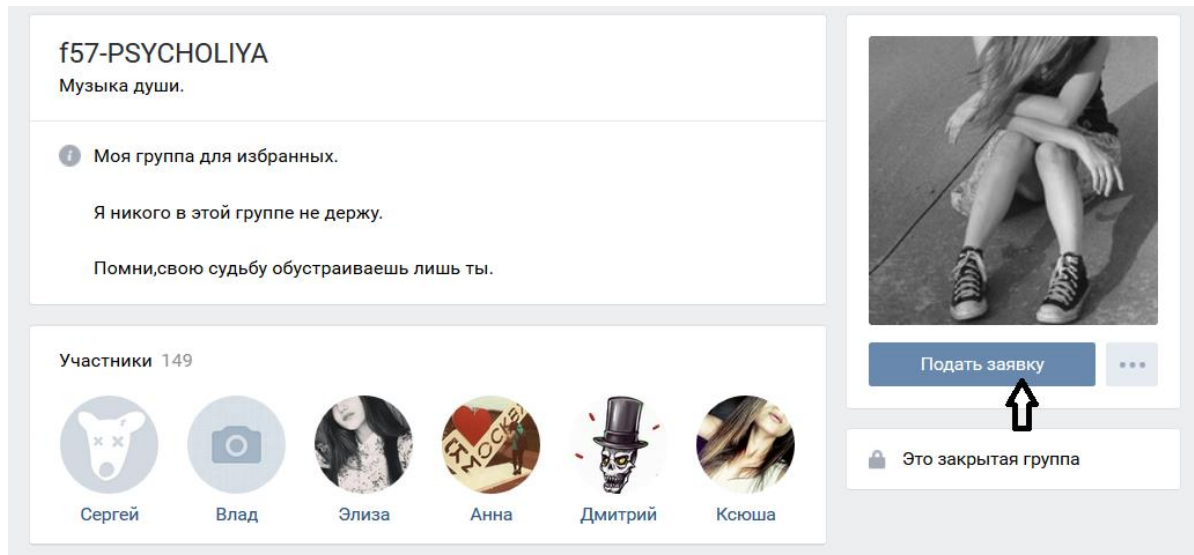 f57-PSYCHOLIYA
Музыка души.
Моя группа для избранных.
Я никого в этой группе не держу.
Помни,свою судьбу обустраиваешь лишь ты.
Участники 149
Сергей
Влад
Элиза
Анна
Дмитрий
Ксюша
Подать заявку
Это закрытая группа
Я
МОСКВ